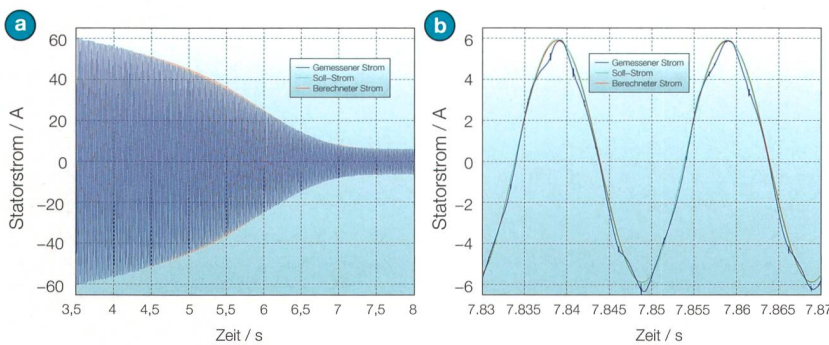 a
Statorstrom / A
60
40
20
0
–20
–40
–60
3,5
4
4,5
5
5,5
6
6,5
7
7,5
8
Zeit / s
Gemessener Strom
Soll–Strom
Berechneter Strom
b
Statorstrom / A
6
4
2
0
–2
–4
–6
7.83
7.835
7.84
7.845
7.85
7.855
7.86
7.865
7.87
Zeit / s
Gemessener Strom
Soll–Strom
Berechneter Strom